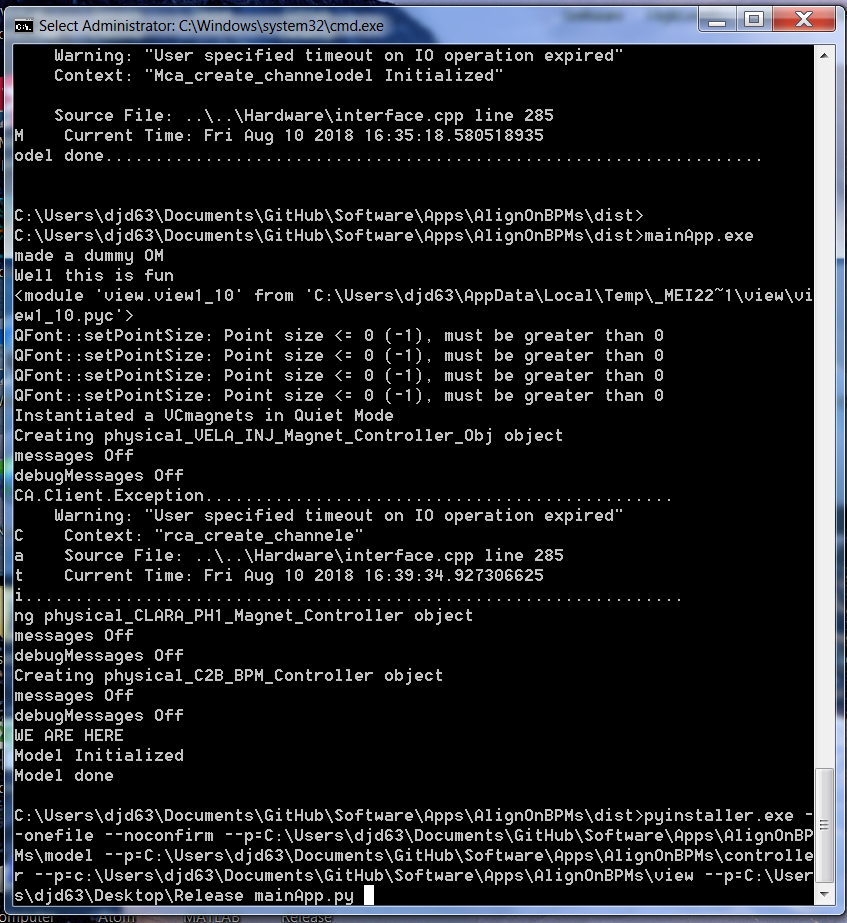 Select Administrator: C:\Windows\system32\cmd.exe
Warning: "User specified timeout on IO operation expired"
Context: "Mca_create_channelodel Initialized"
Source File: ..\..\Hardware\interface.cpp line 285
M    Current Time: Fri Aug 10 2018 16:35:18.580518935
odel done..................................................................
C:\Users\djd63\Documents\GitHub\Software\Apps\AlignOnBPMs\dist>
C:\Users\djd63\Documents\GitHub\Software\Apps\AlignOnBPMs\dist>mainApp.exe
made a dummy OM
Well this is fun
<module 'view.view1_10' from 'C:\Users\djd63\AppData\Local\Temp\_MEI22~1\view\vi
ew1_10.pyc'>
QFont::setPointSize: Point size <= 0 (-1), must be greater than 0
QFont::setPointSize: Point size <= 0 (-1), must be greater than 0
QFont::setPointSize: Point size <= 0 (-1), must be greater than 0
QFont::setPointSize: Point size <= 0 (-1), must be greater than 0
Instantiated a VCmagnets in Quiet Mode
Creating physical_VELA_INJ_Magnet_Controller_Obj object
messages Off
debugMessages Off
CA.Client.Exception...............................................
Warning: "User specified timeout on IO operation expired"
C    Context: "rca_create_channele"
a    Source File: ..\..\Hardware\interface.cpp line 285
t    Current Time: Fri Aug 10 2018 16:39:34.927306625
i..................................................................
ng physical_CLARA_PH1_Magnet_Controller object
messages Off
debugMessages Off
Creating physical_C2B_BPM_Controller object
messages Off
debugMessages Off
WE ARE HERE
Model Initialized
Model done
C:\Users\djd63\Documents\GitHub\Software\Apps\AlignOnBPMs\dist>pyinstaller.exe -
-onefile --noconfirm --p=C:\Users\djd63\Documents\GitHub\Software\Apps\AlignOnBP
Ms\model --p=C:\Users\djd63\Documents\GitHub\Software\Apps\AlignOnBPMs\controlle
r --p=c:\Users\djd63\Documents\GitHub\Software\Apps\AlignOnBPMs\view --p=C:\User
s\djd63\Desktop\Release mainApp.py
Atom MATLAB Release